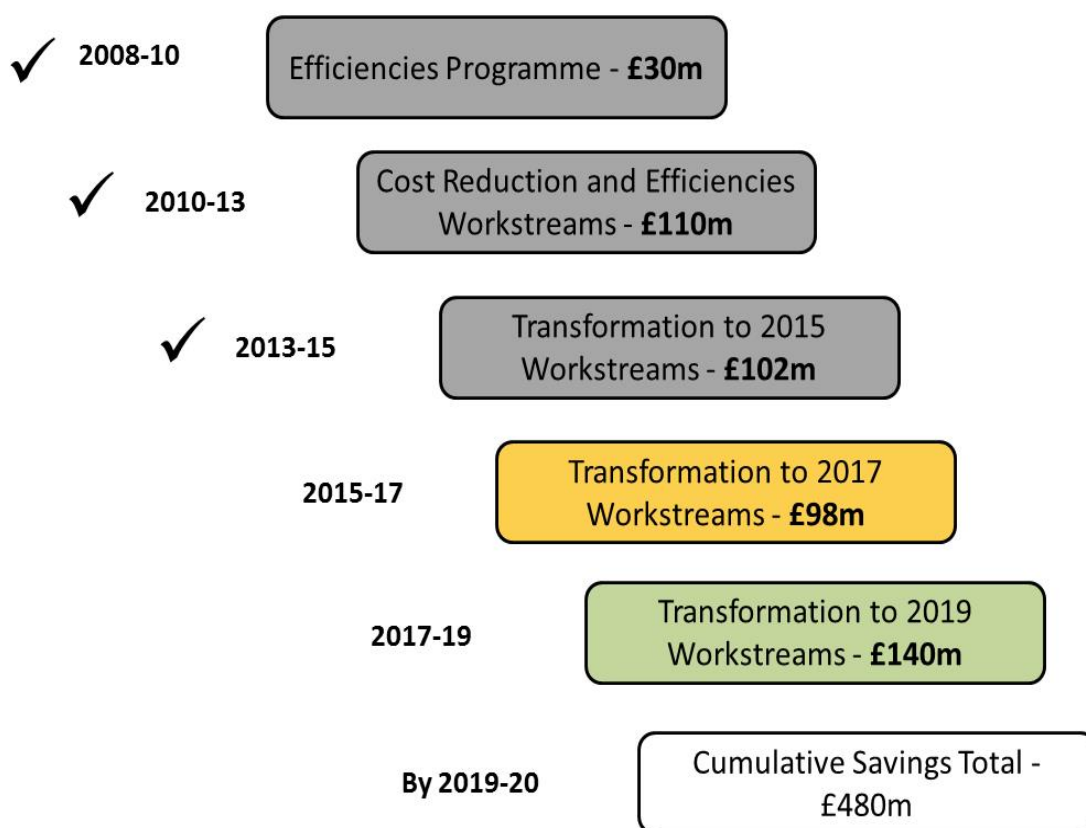 2008-10
Efficiencies Programme - £30m
2010-13
Cost Reduction and Efficiencies
Workstreams - £110m
2013-15
Transformation to 2015
Workstreams - £102m
2015-17
Transformation to 2017
Workstreams - £98m
2017-19
Transformation to 2019
Workstreams - £140m
By 2019-20
Cumulative Savings Total -
£480m